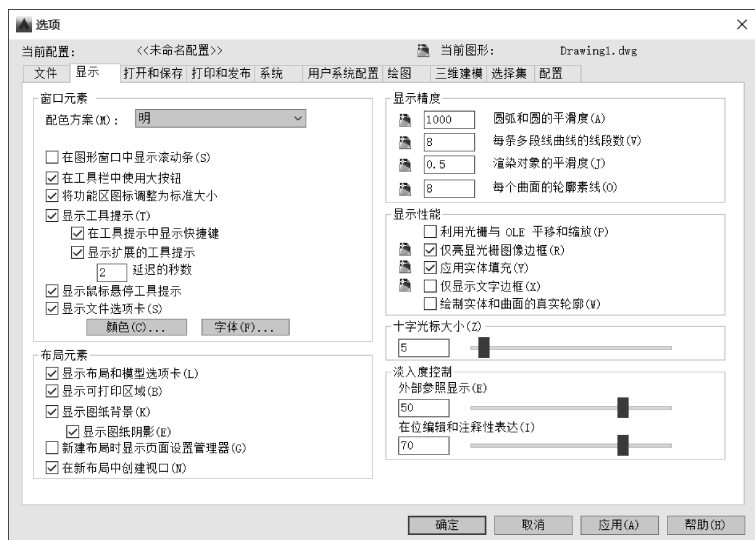 选项
当前配置： <<未命名配置>> 当前图形： Drawing1.dwg
文件 显示 打开和保存 打印和发布 系统 用户系统配置 绘图 三维建模 选择集 配置
窗口元素
配色方案(M)： 明
在图形窗口中显示滚动条(S)
在工具栏中使用大按钮
将功能区图标调整为标准大小
显示工具提示(T)
在工具提示中显示快捷键
显示扩展的工具提示
2 延迟的秒数
显示鼠标悬停工具提示
显示文件选项卡(S)
颜色(C)... 字体(F)...
布局元素
显示布局和模型选项卡(L)
显示可打印区域(B)
显示图纸背景(K)
显示图纸阴影(E)
新建布局时显示页面设置管理器(G)
在新布局中创建视口(N)
显示精度
1000 圆弧和圆的平滑度(A)
8 每条多段线曲线的线段数(V)
0.5 渲染对象的平滑度(J)
8 每个曲面的轮廓素线(O)
显示性能
利用光栅与 OLE 平移和缩放(P)
仅亮显光栅图像边框(R)
应用实体填充(Y)
仅显示文字边框(X)
绘制实体和曲面的真实轮廓(W)
十字光标大小(Z)
5
淡入度控制
外部参照显示(E)
50
在位编辑和注释性表达(I)
70
确定 取消 应用(A) 帮助(H)